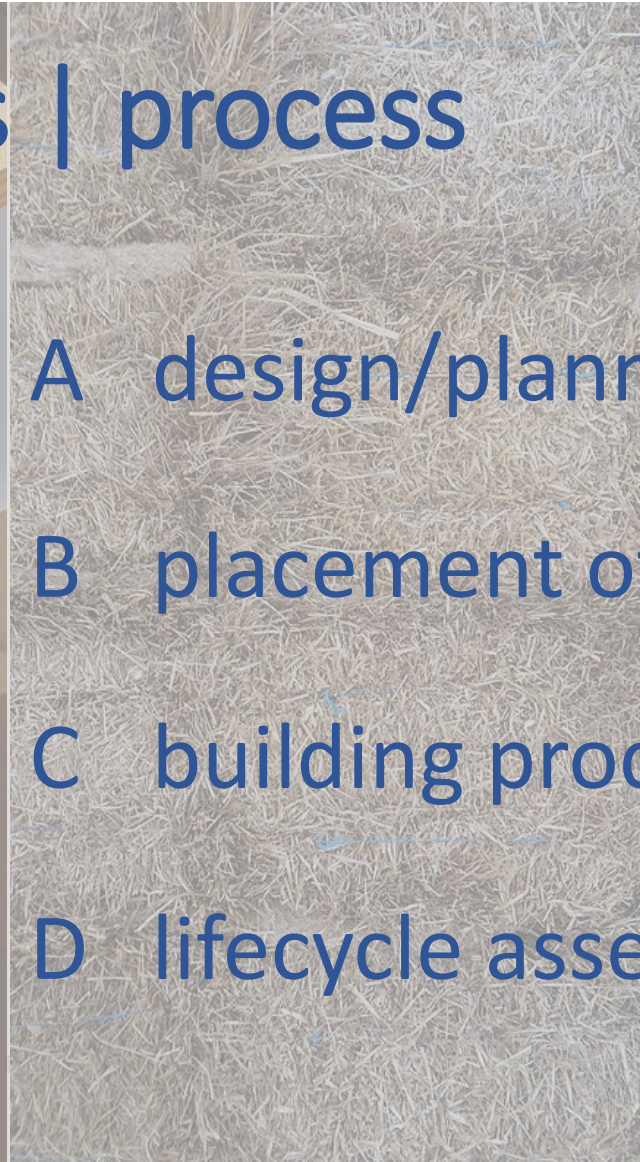 s | process
A design/plann
B placement of
C building proc
D lifecycle asse